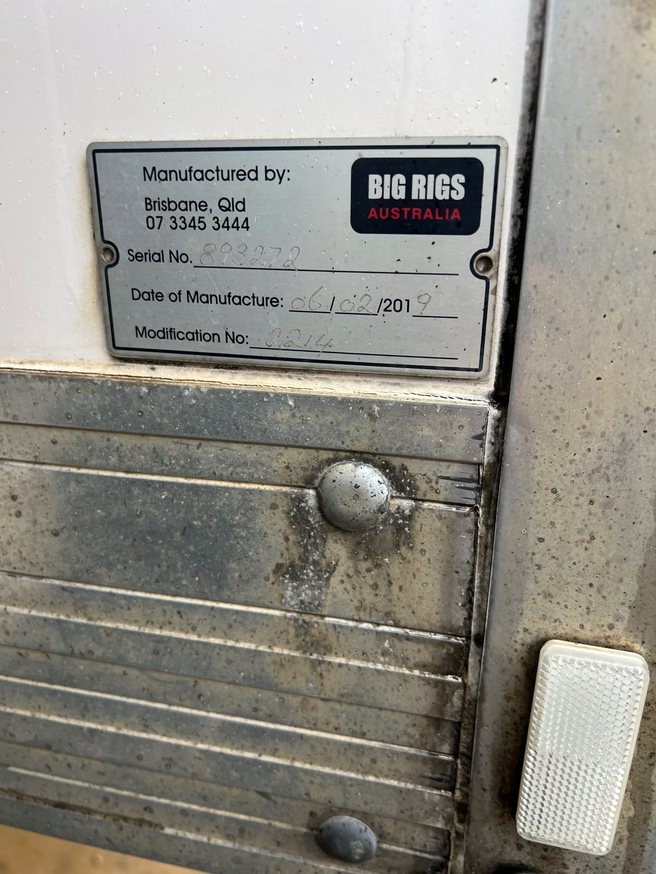 Manufactured by:
BIG RIGS
AUSTRALIA
Brisbane, Qld
07 3345 3444
Serial No. 893272
Date of Manufacture: 06/02/2019
Modification No: